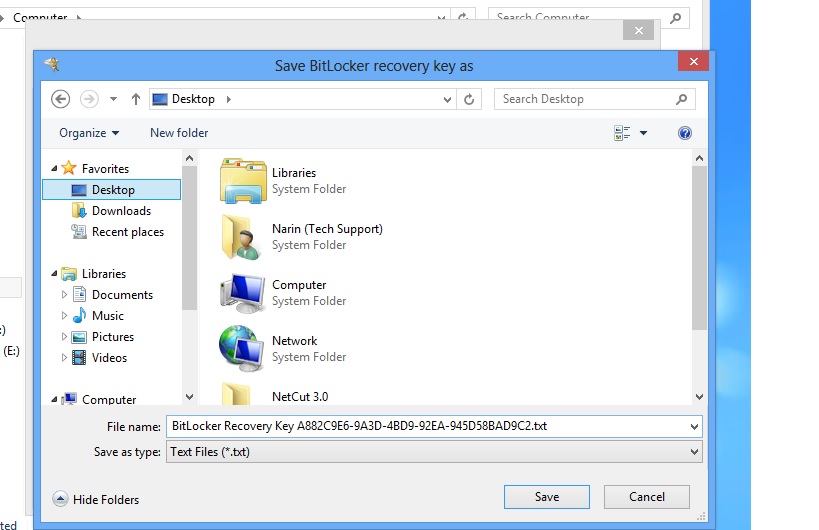 Computer
Search Computer
Save BitLocker recovery key as
Desktop
Search Desktop
Organize
New folder
Favorites
Desktop
Downloads
Recent places
Libraries
Documents
Music
Pictures
Videos
Computer
Libraries
System Folder
Narin (Tech Support)
System Folder
Computer
System Folder
Network
System Folder
NetCut 3.0
:)
(E:)
File name: BitLocker Recovery Key A882C9E6-9A3D-4BD9-92EA-945D58BAD9C2.txt
Save as type: Text Files (*.txt)
Hide Folders
Save
Cancel
ted